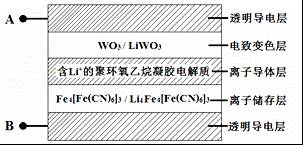 A 透明导电层
WO3 / LiWO3 电致变色层
含Li+的聚环氧乙烷凝胶电解质 离子导体层
Fe4[Fe(CN)6]3 / Li4Fe4[Fe(CN)6]3 离子储存层
B 透明导电层